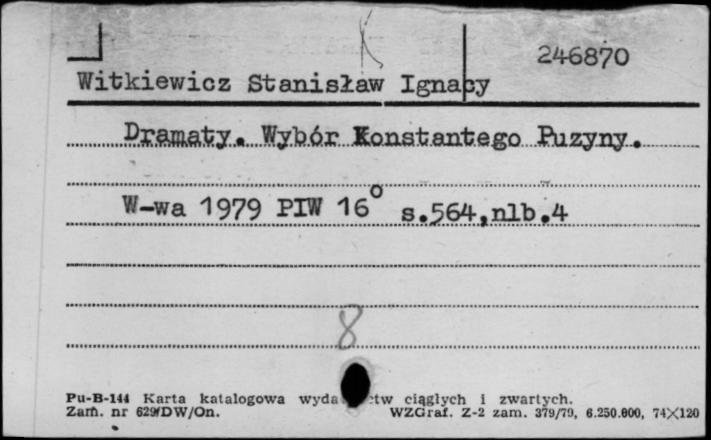 246870
Witkiewicz Stanisław Ignacy
Dramaty. Wybór Konstantego Puzyny.
W-wa 1979 PIW 16° s.564,nlb.4
8
Pu-B-144 Karta katalogowa wyda tw ciągłych i zwartych.
Zam. nr 629/DW/On. WZGraf. Z-2 zam. 379/79, 6.250.000, 74×120